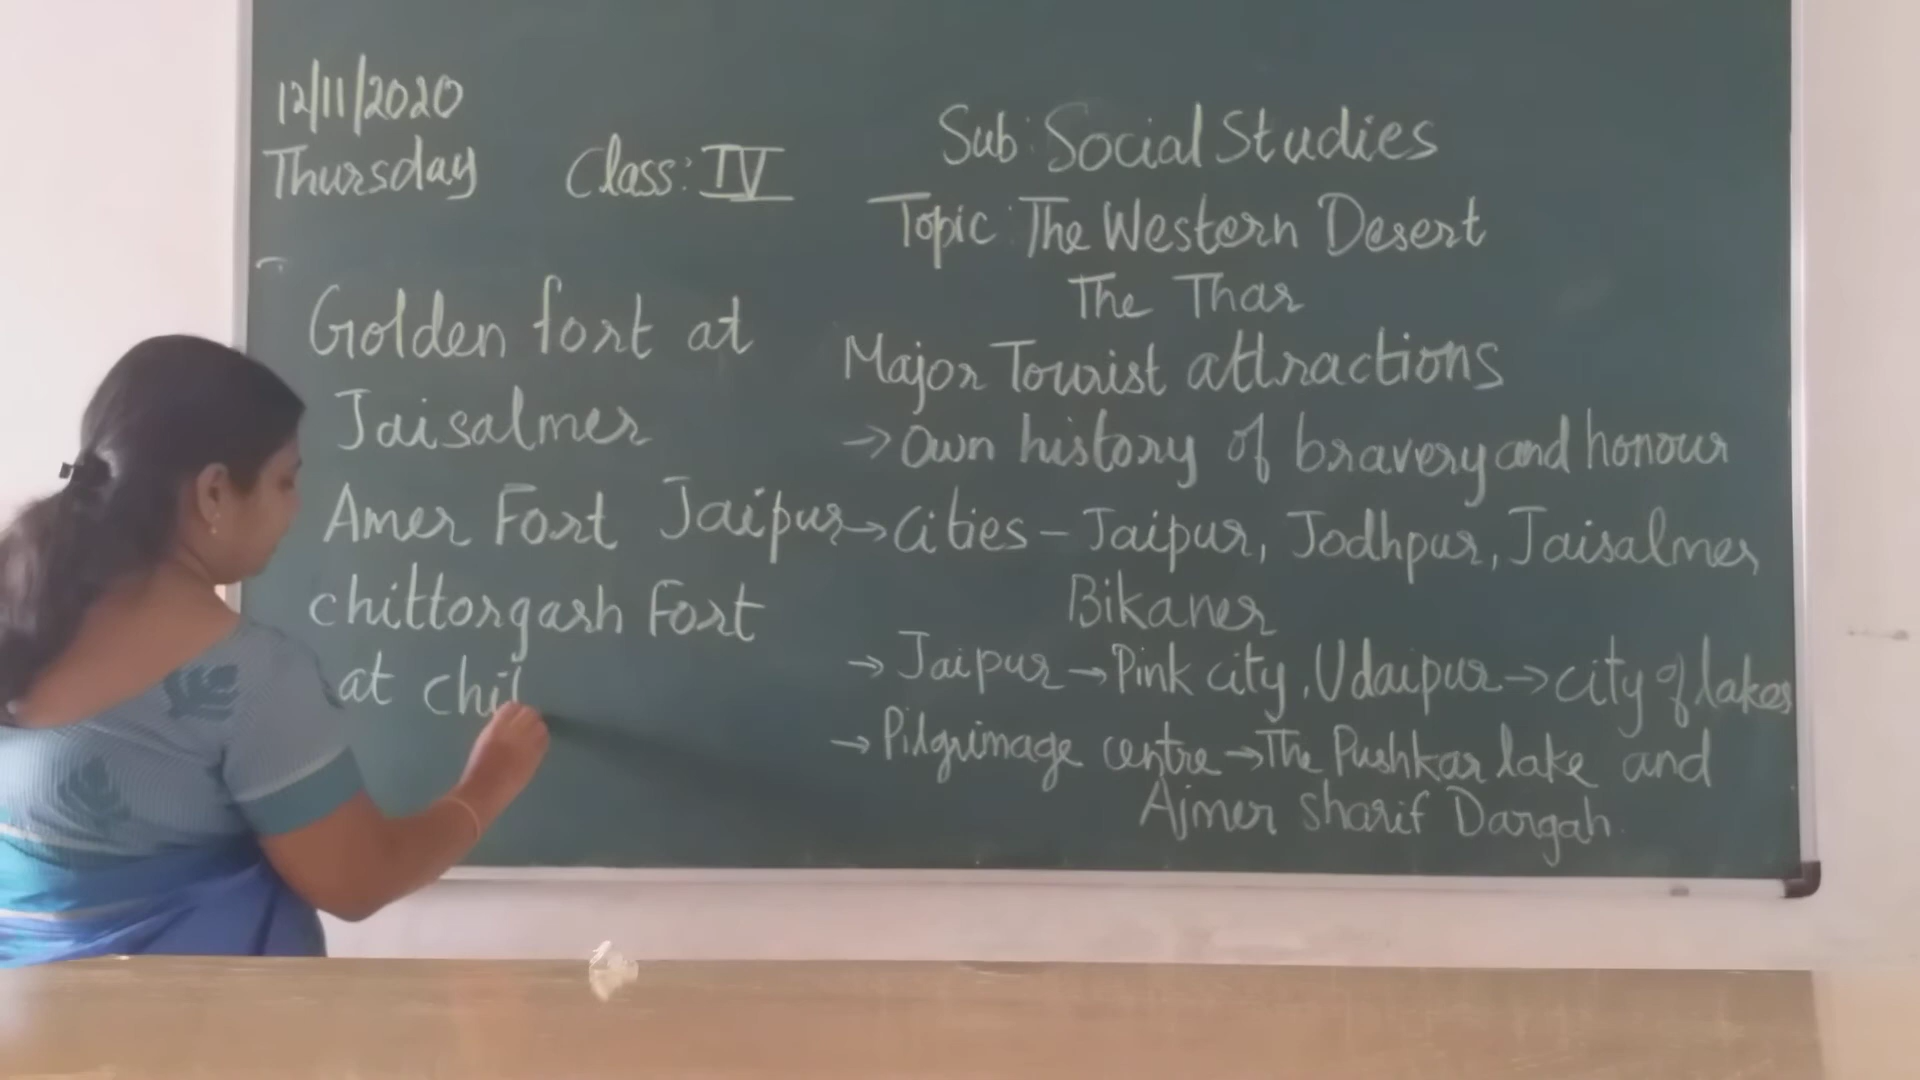 12/11/2020
Thursday
Class: IV
Sub: Social Studies
Topic: The Western Desert
The Thar
Golden fort at
Jaisalmer
Amer Fort Jaipur
chittorgarh Fort
at chit
Major Tourist attractions
→ Own history of bravery and honour
→ Cities - Jaipur, Jodhpur, Jaisalmer
Bikaner
→ Jaipur → Pink city, Udaipur → city of lakes
→ Pilgrimage centre → The Pushkar lake and
Ajmer Sharif Dargah